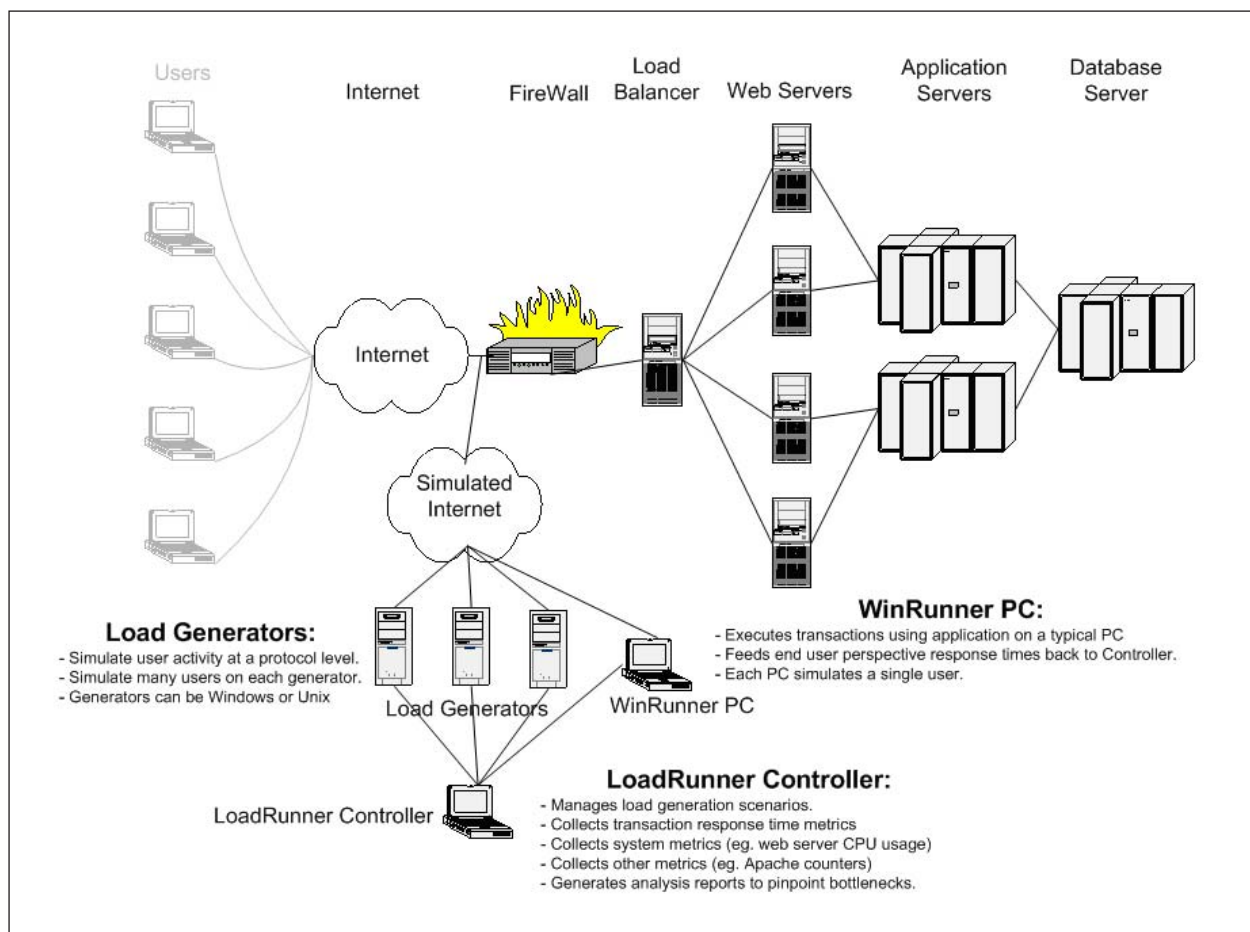 Users
Internet
FireWall
Load
Balancer
Web Servers
Application
Servers
Database
Server
Internet
Simulated
Internet
Load Generators:
- Simulate user activity at a protocol level.
- Simulate many users on each generator.
- Generators can be Windows or Unix
Load Generators
WinRunner PC
WinRunner PC:
- Executes transactions using application on a typical PC
- Feeds end user perspective response times back to Controller.
- Each PC simulates a single user.
LoadRunner Controller
LoadRunner Controller:
- Manages load generation scenarios.
- Collects transaction response time metrics
- Collects system metrics (eg. web server CPU usage)
- Collects other metrics (eg. Apache counters)
- Generates analysis reports to pinpoint bottlenecks.